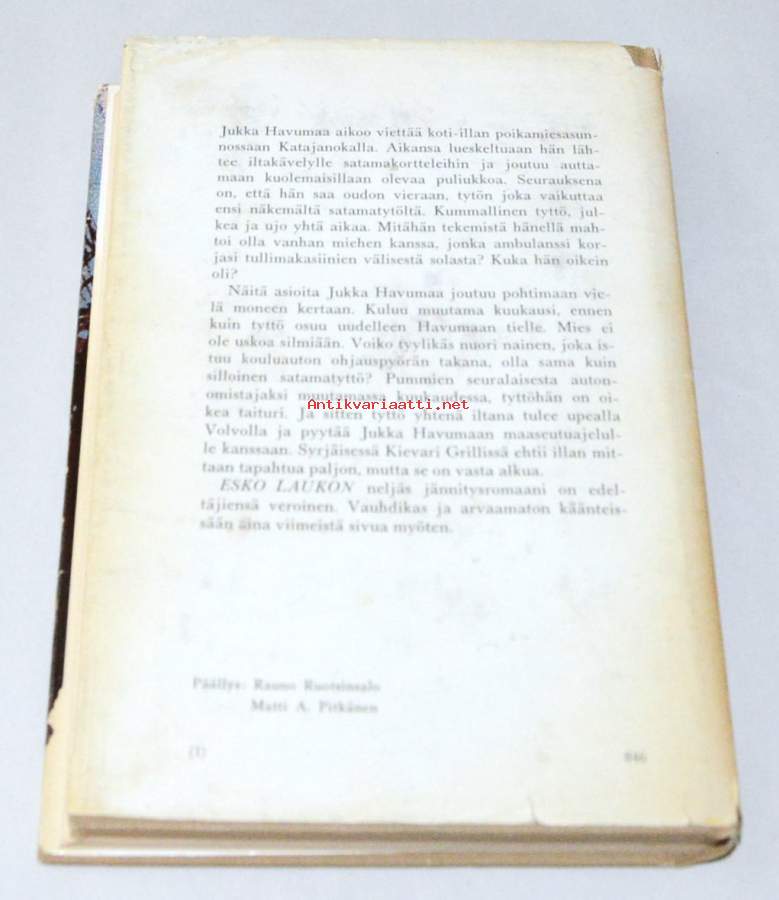 Jukka Havumaa aikoo viettää koti-illan poikamiesasun-
nossaan Katajanokalla. Aikansa lueskeltuaan hän läh-
tee iltakävelylle satamakortteleihin ja joutuu autta-
maan kuolemaisillaan olevaa puliukkoa. Seurauksena
on, että hän saa oudon vieraan, tytön joka vaikuttaa
ensi näkemältä satamatytöltä. Kummallinen tyttö, jul-
kea ja ujo yhtä aikaa. Mitähän tekemistä hänellä mah-
toi olla vanhan miehen kanssa, jonka ambulanssi kor-
jasi tullimakasiinien välisestä solasta? Kuka hän oikein
oli?
Näitä asioita Jukka Havumaa joutuu pohtimaan vie-
lä moneen kertaan. Kuluu muutama kuukausi, ennen
kuin tyttö osuu uudelleen Havumaan tielle. Mies ei
ole uskoa silmiään. Voiko tyylikäs nuori nainen, joka is-
tuu kouluauton ohjauspyörän takana, olla sama kuin
silloinen satamatyttö? Pummien seuralaisesta auton-
omistajaksi muutamassa kuukaudessa, tyttöhän on oi-
Antikvariaatti.net
kea taituri. Ja sitten tyttö yhtenä iltana tulee upealla
Volvolla ja pyytää Jukka Havumaan maaseutuajelul-
le kanssaan. Syrjäisessä Kievari Grillissä ehtii illan mit-
taan tapahtua paljon, mutta se on vasta alkua.
ESKO LAUKON neljäs jännitysromaani on edel-
täjiensä veroinen. Vauhdikas ja arvaamaton käänteis-
sään aina viimeistä sivua myöten.
Päällys: Rauno Ruotsinsalo
Matti A. Pitkänen
(1)
846